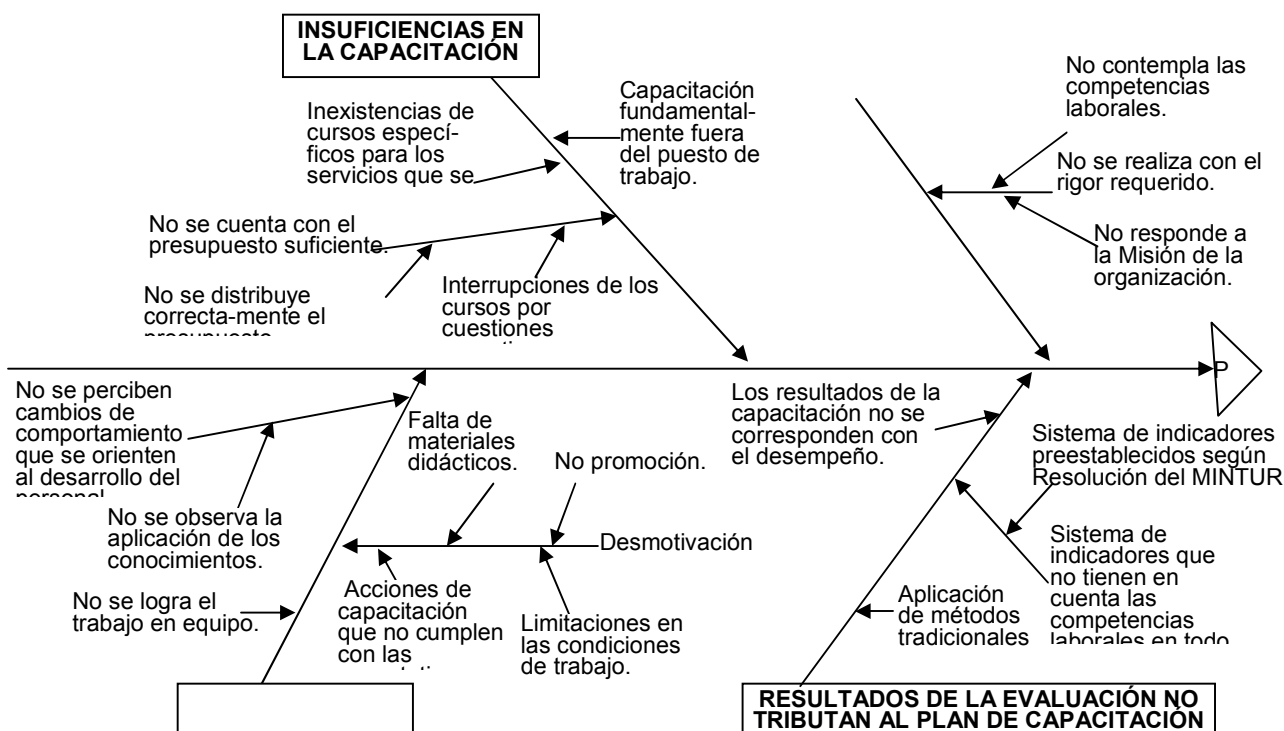 INSUFICIENCIAS EN
LA CAPACITACIÓN
Inexistencias de
cursos especí-
ficos para los
servicios que se
Capacitación
fundamental-
mente fuera
del puesto de
trabajo.
No contempla las
competencias
laborales.
No se realiza con el
rigor requerido.
No responde a
la Misión de la
organización.
No se cuenta con el
presupuesto suficiente.
No se distribuye
correcta-mente el
Interrupciones de los
cursos por
cuestiones
P
No se perciben
cambios de
comportamiento
que se orienten
al desarrollo del
personal
No se observa la
aplicación de los
conocimientos.
No se logra el
trabajo en equipo.
Falta de
materiales
didácticos.
No promoción.
Desmotivación
Acciones de
capacitación
que no cumplen
con las
Limitaciones en
las condiciones
de trabajo.
Los resultados de la
capacitación no se
corresponden con
el desempeño.
Sistema de indicadores
preestablecidos según
Resolución del MINTUR
Sistema de
indicadores que
no tienen en
cuenta las
competencias
laborales en todo
Aplicación
de métodos
tradicionales
RESULTADOS DE LA EVALUACIÓN NO
TRIBUTAN AL PLAN DE CAPACITACIÓN